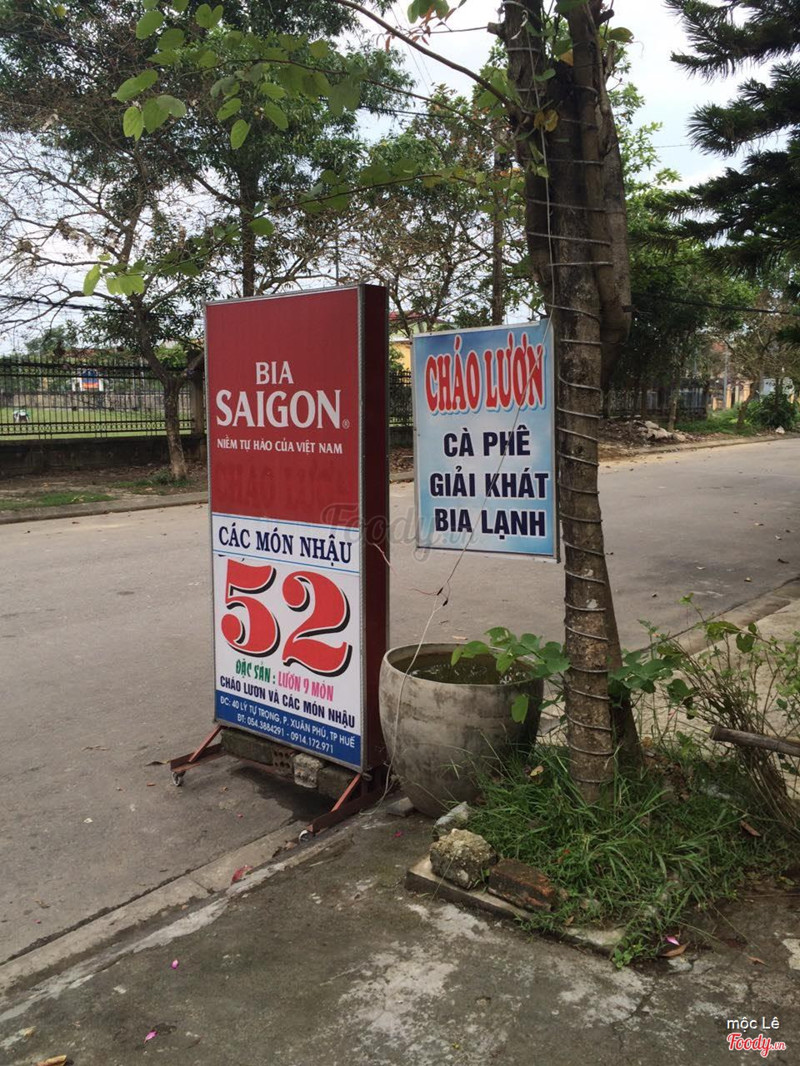 BIA
SAIGON®
NIỀM TỰ HÀO CỦA VIỆT NAM
CÁC MÓN NHẬU
52
ĐẶC SẢN : LƯƠN 9 MÓN
CHÁO LƯƠN VÀ CÁC MÓN NHẬU
ĐC: 40 LÝ TỰ TRỌNG, P. XUÂN PHÚ, TP HUẾ
ĐT: 054.3884291 - 0914.172.971
CHÁO LƯƠN
CÀ PHÊ
GIẢI KHÁT
BIA LẠNH
Foody.vn
mộc Lê
Foody.vn